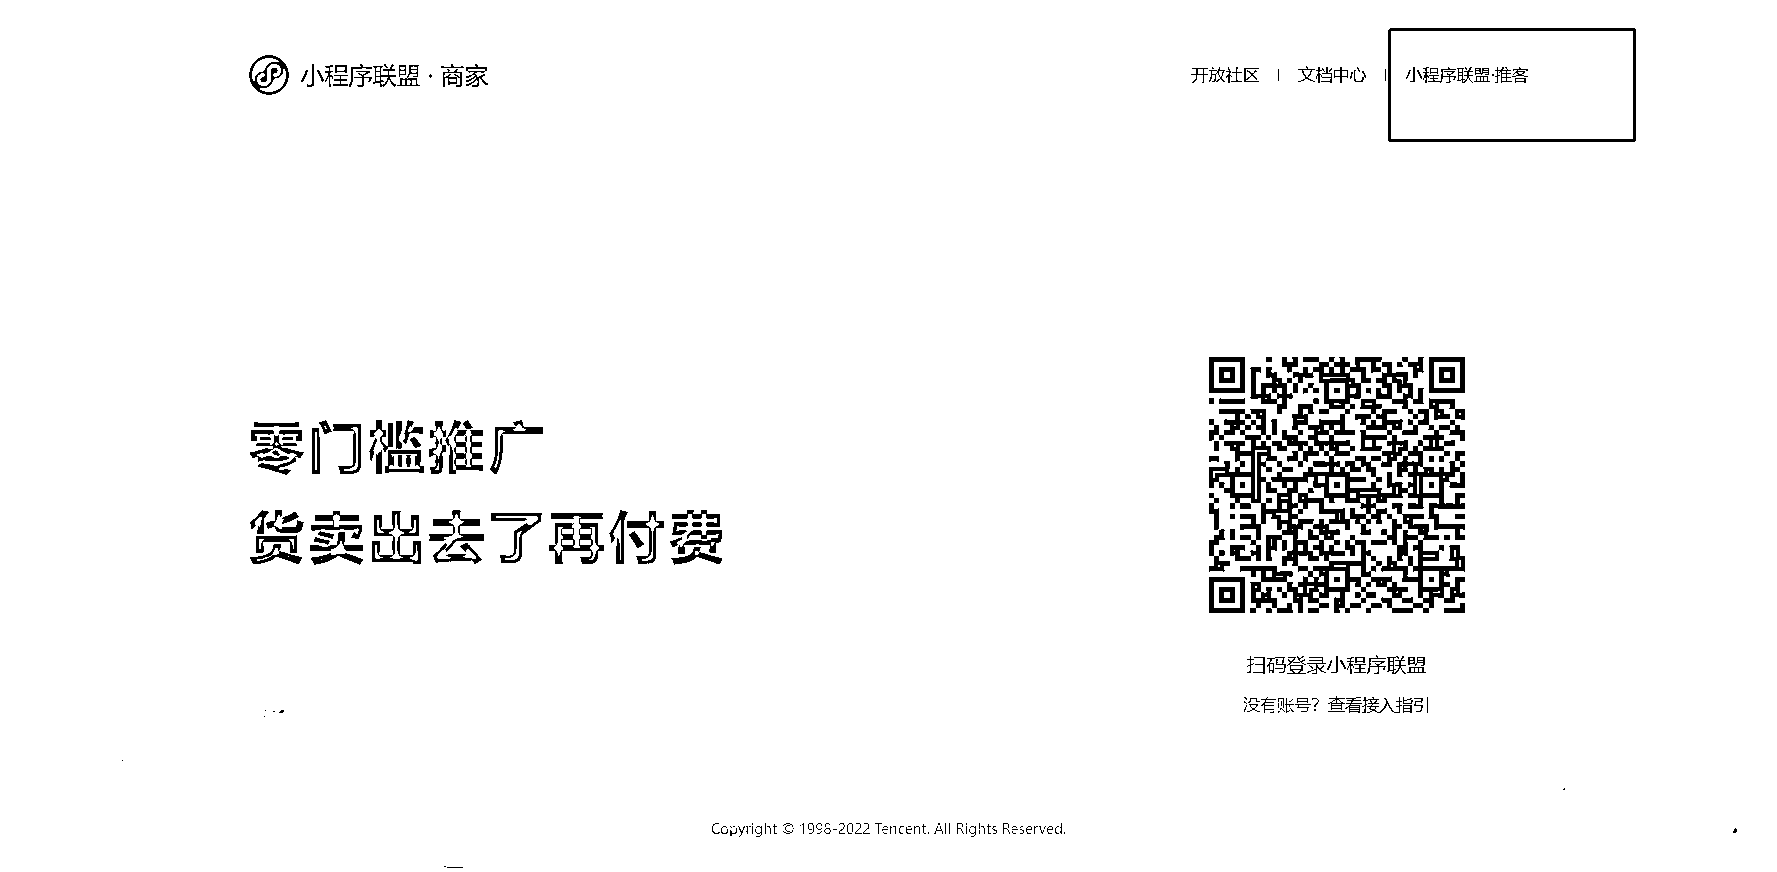 小程序联盟·商家
开放社区 | 文档中心 | 小程序联盟·推客
零门槛推广
货卖出去了再付费
扫码登录小程序联盟
没有账号？查看接入指引
Copyright © 1998-2022 Tencent. All Rights Reserved.